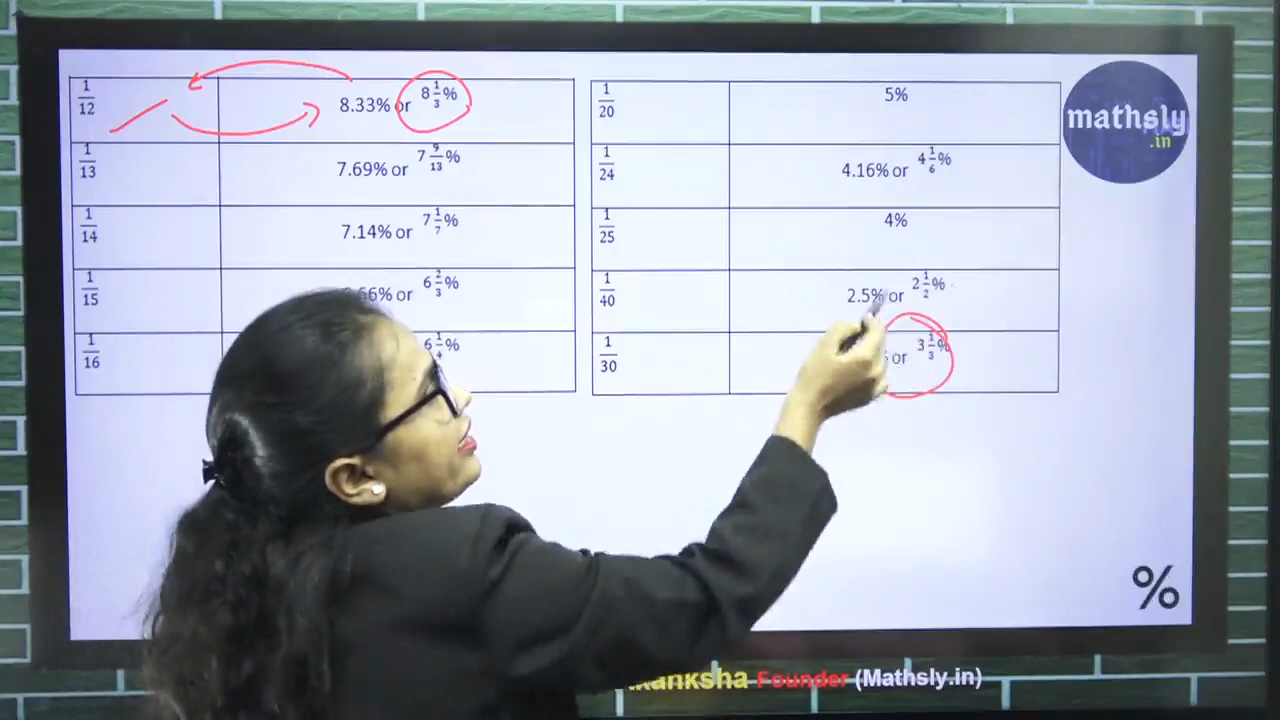 1/12 8.33% or 8 1/3%
1/13 7.69% or 7 9/13%
1/14 7.14% or 7 1/7%
1/15 .66% or 6 2/3%
1/16 6 1/4%
1/20 5%
1/24 4.16% or 4 1/6%
1/25 4%
1/40 2.5% or 2 1/2%
1/30 or 3 1/3%
mathsly
.in
%
Founder (Mathsly.in)